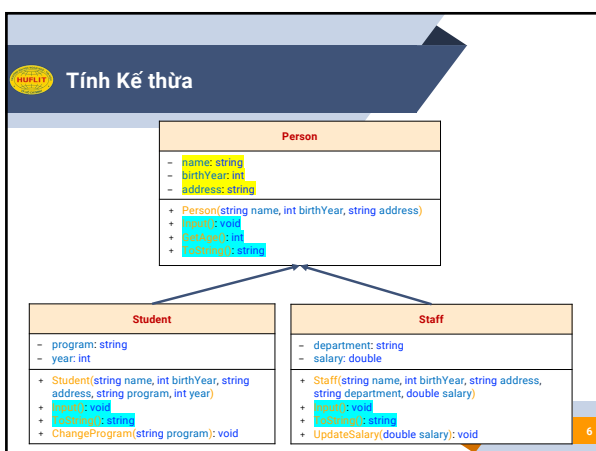 HUFLIT
Tính Kế thừa
Person
− name: string
− birthYear: int
− address: string
+ Person(string name, int birthYear, string address)
+ Input(): void
+ GetAge(): int
+ ToString(): string
Student
− program: string
− year: int
+ Student(string name, int birthYear, string
address, string program, int year)
+ Input(): void
+ ToString(): string
+ ChangeProgram(string program): void
Staff
− department: string
− salary: double
+ Staff(string name, int birthYear, string address,
string department, double salary)
+ Input(): void
+ ToString(): string
+ UpdateSalary(double salary): void
6